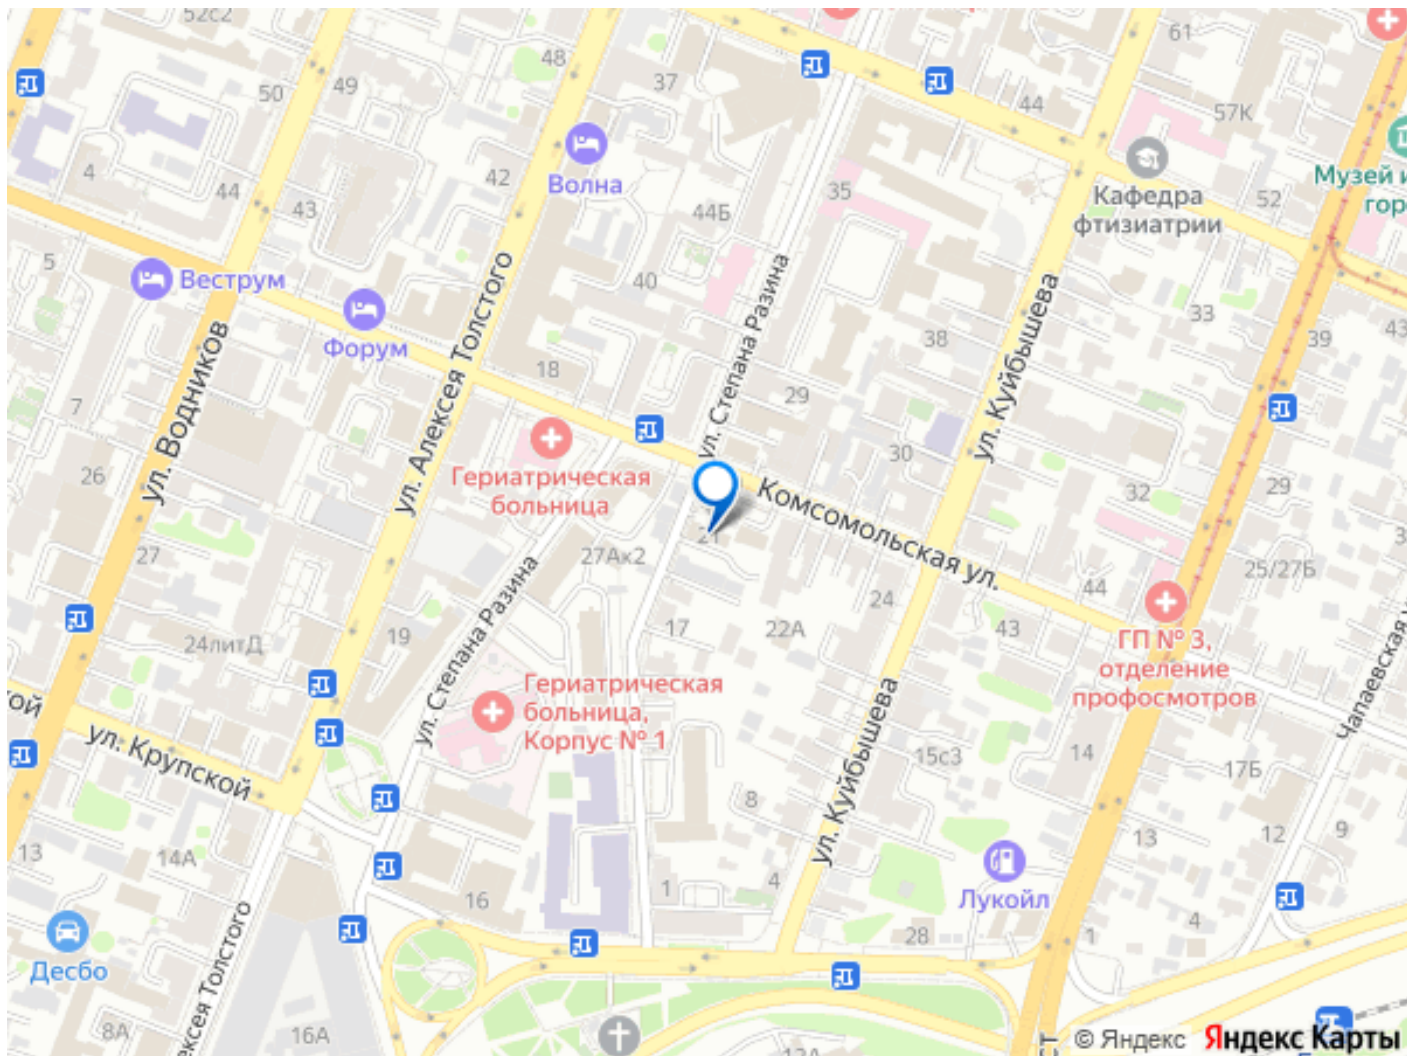 52с2
50
49
48
37
61
44
57К
Музей и
гор
Волна
Кафедра
фтизиатрии
4
44
43
42
44Б
35
52
5
Веструм
Форум
40
ул. Степана Разина
ул. Куйбышева
38
33
39
43
ул. Водников
ул. Алексея Толстого
18
29
7
26
Гериатрическая
больница
30
32
29
Комсомольская ул.
21
27
27Ак2
25/27Б
44
24
ул. Степана Разина
24литД
19
17
22А
43
ГП № 3,
отделение
профосмотров
Чапаевская у
кой
ул. Крупской
Гериатрическая
больница,
Корпус № 1
ул. Куйбышева
15с3
14
17Б
8
13
12
9
13
14А
Лукойл
16
1
4
28
1
4
Десбо
ексея Толстого
8А
16А
12А
ст
© Яндекс
Яндекс Карты